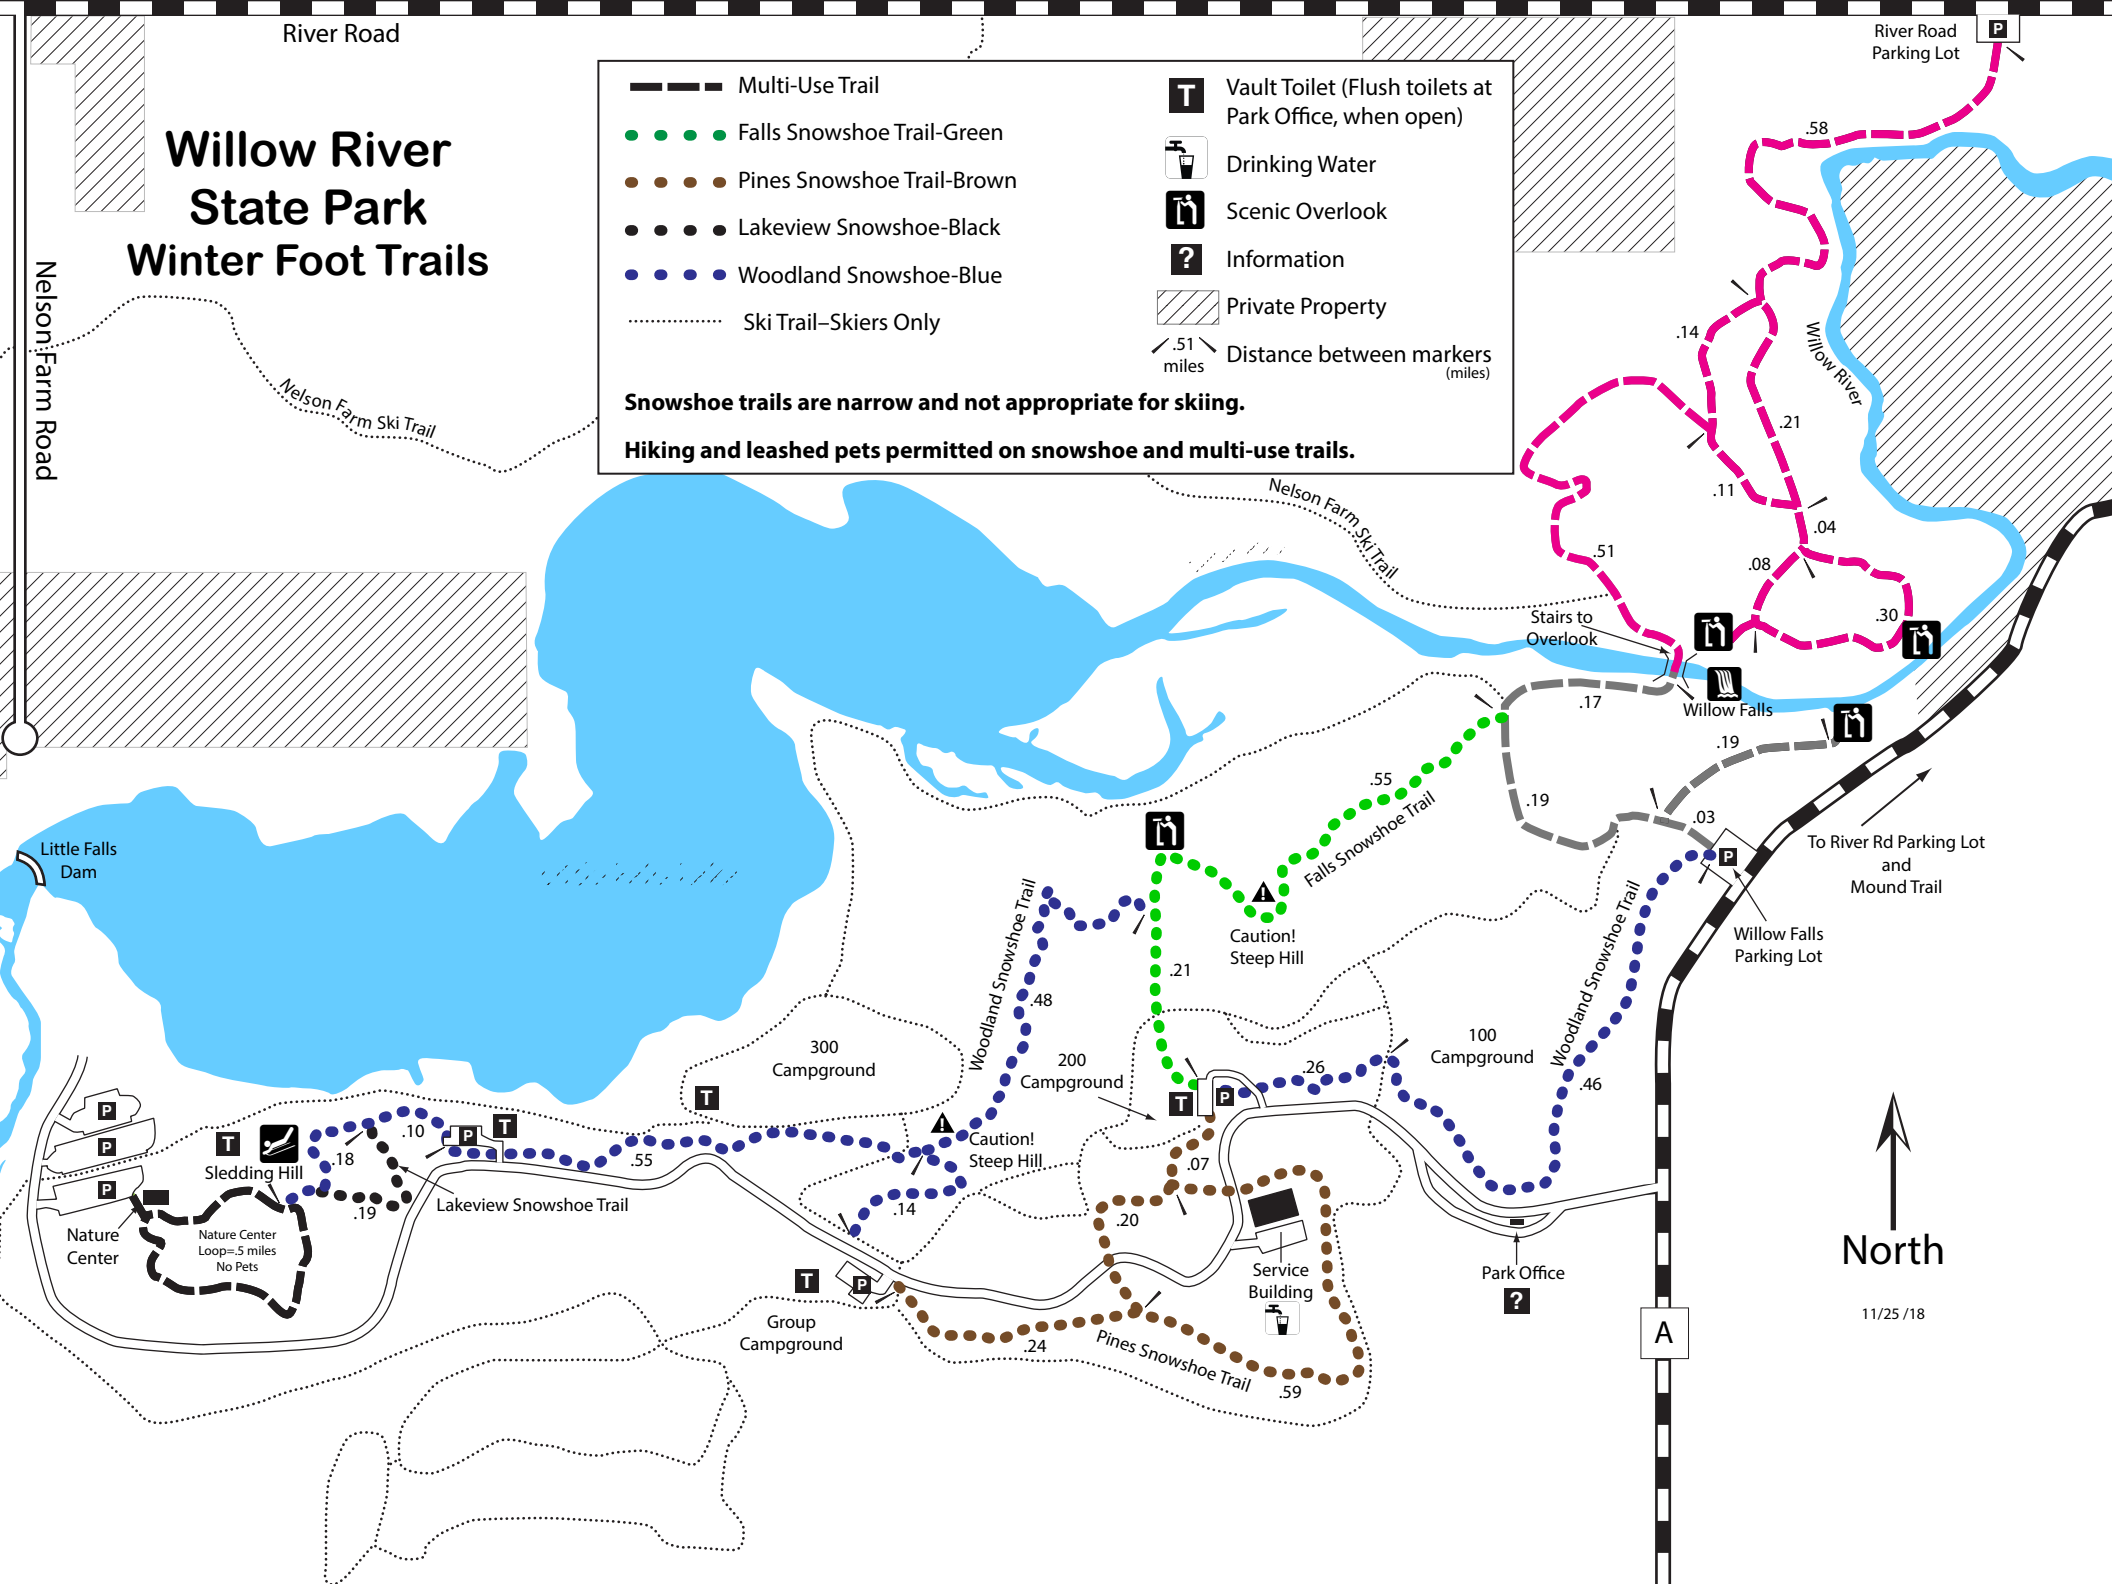 River Road
Willow River
State Park
Winter Foot Trails
Nelson Farm Road
Nelson Farm Ski Trail
Multi-Use Trail
Falls Snowshoe Trail-Green
Pines Snowshoe Trail-Brown
Lakeview Snowshoe-Black
Woodland Snowshoe-Blue
Ski Trail–Skiers Only
T
Vault Toilet (Flush toilets at
Park Office, when open)
Drinking Water
Scenic Overlook
?
Information
Private Property
.51
miles
Distance between markers
(miles)
Snowshoe trails are narrow and not appropriate for skiing.
Hiking and leashed pets permitted on snowshoe and multi-use trails.
River Road
Parking Lot
P
.58
.14
Willow River
.21
.11
.04
.51
.08
.30
Nelson Farm Ski Trail
Stairs to
Overlook
.17
Willow Falls
.19
.19
.03
.55
Falls Snowshoe Trail
P
To River Rd Parking Lot
and
Mound Trail
Willow Falls
Parking Lot
Little Falls
Dam
Caution!
Steep Hill
.21
Woodland Snowshoe Trail
.48
Woodland Snowshoe Trail
.46
300
Campground
200
Campground
100
Campground
.26
T
T
P
P
P
P
T
Sledding Hill
.18
.10
P
T
.55
Caution!
Steep Hill
.19
Lakeview Snowshoe Trail
.14
.07
.20
Nature
Center
Nature Center
Loop=.5 miles
No Pets
T
P
Group
Campground
.24
Pines Snowshoe Trail
.59
Service
Building
Park Office
?
North
11/25 /18
A